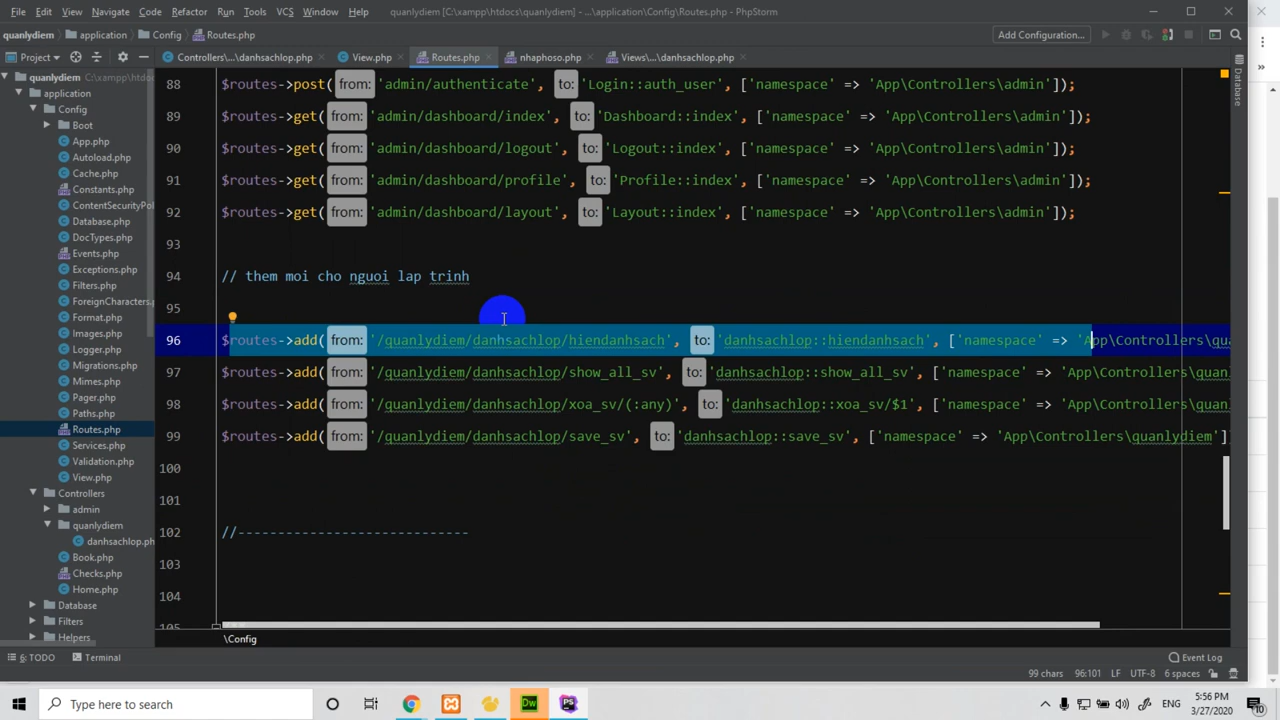 File Edit View Navigate Code Refactor Run Tools VCS Window Help quanlydiem [C:\xampp\htdocs\quanlydiem] - ...\application\Config\Routes.php - PhpStorm
quanlydiem application Config Routes.php Add Configuration...
Project Controllers\...\danhsachlop.php View.php Routes.php nhaphoso.php Views\...\danhsachlop.php
quanlydiem C:\xampp\htdocs
application
Config
Boot
App.php
Autoload.php
Cache.php
Constants.php
ContentSecurityPol
Database.php
DocTypes.php
Events.php
Exceptions.php
Filters.php
ForeignCharacters.
Format.php
Images.php
Logger.php
Migrations.php
Mimes.php
Pager.php
Paths.php
Routes.php
Services.php
Validation.php
View.php
Controllers
admin
quanlydiem
danhsachlop.ph
Book.php
Checks.php
Home.php
Database
Filters
Helpers
88 $routes->post( from: 'admin/authenticate', to: 'Login::auth_user', ['namespace' => 'App\Controllers\admin']);
89 $routes->get( from: 'admin/dashboard/index', to: 'Dashboard::index', ['namespace' => 'App\Controllers\admin']);
90 $routes->get( from: 'admin/dashboard/logout', to: 'Logout::index', ['namespace' => 'App\Controllers\admin']);
91 $routes->get( from: 'admin/dashboard/profile', to: 'Profile::index', ['namespace' => 'App\Controllers\admin']);
92 $routes->get( from: 'admin/dashboard/layout', to: 'Layout::index', ['namespace' => 'App\Controllers\admin']);
93
94 // them moi cho nguoi lap trinh
95
96 $routes->add( from: '/quanlydiem/danhsachlop/hiendanhsach', to: 'danhsachlop::hiendanhsach', ['namespace' => 'App\Controllers\qua
97 $routes->add( from: '/quanlydiem/danhsachlop/show_all_sv', to: 'danhsachlop::show_all_sv', ['namespace' => 'App\Controllers\quanl
98 $routes->add( from: '/quanlydiem/danhsachlop/xoa_sv/(:any)', to: 'danhsachlop::xoa_sv/$1', ['namespace' => 'App\Controllers\quanl
99 $routes->add( from: '/quanlydiem/danhsachlop/save_sv', to: 'danhsachlop::save_sv', ['namespace' => 'App\Controllers\quanlydiem']
100
101
102 //-----------------------------
103
104
105
Database
\Config
6: TODO Terminal Event Log
99 chars 96:101 LF UTF-8 6 spaces
Type here to search
ENG
5:56 PM
3/27/2020
10